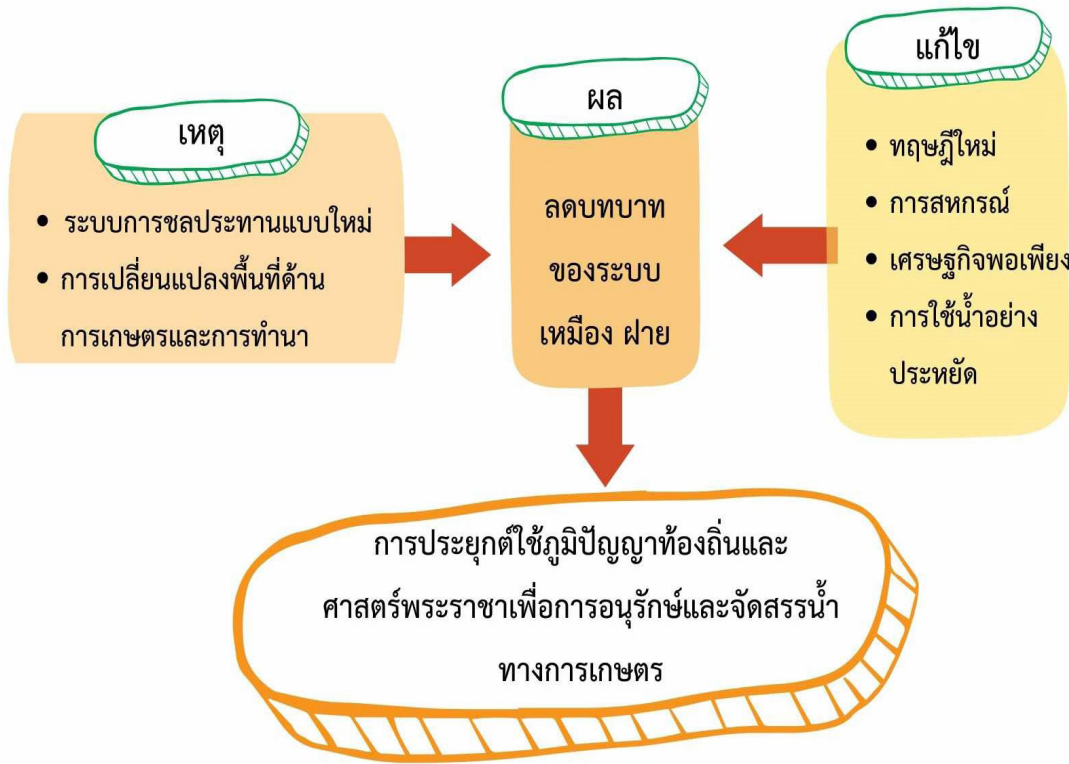 เหตุ
• ระบบการชลประทานแบบใหม่
• การเปลี่ยนแปลงพื้นที่ด้าน
การเกษตรและการทำนา
ผล
ลดบทบาท
ของระบบ
เหมือง ฝาย
แก้ไข
• ทฤษฎีใหม่
• การสหกรณ์
• เศรษฐกิจพอเพียง
• การใช้น้ำอย่าง
ประหยัด
การประยุกต์ใช้ภูมิปัญญาท้องถิ่นและ
ศาสตร์พระราชาเพื่อการอนุรักษ์และจัดสรรน้ำ
ทางการเกษตร